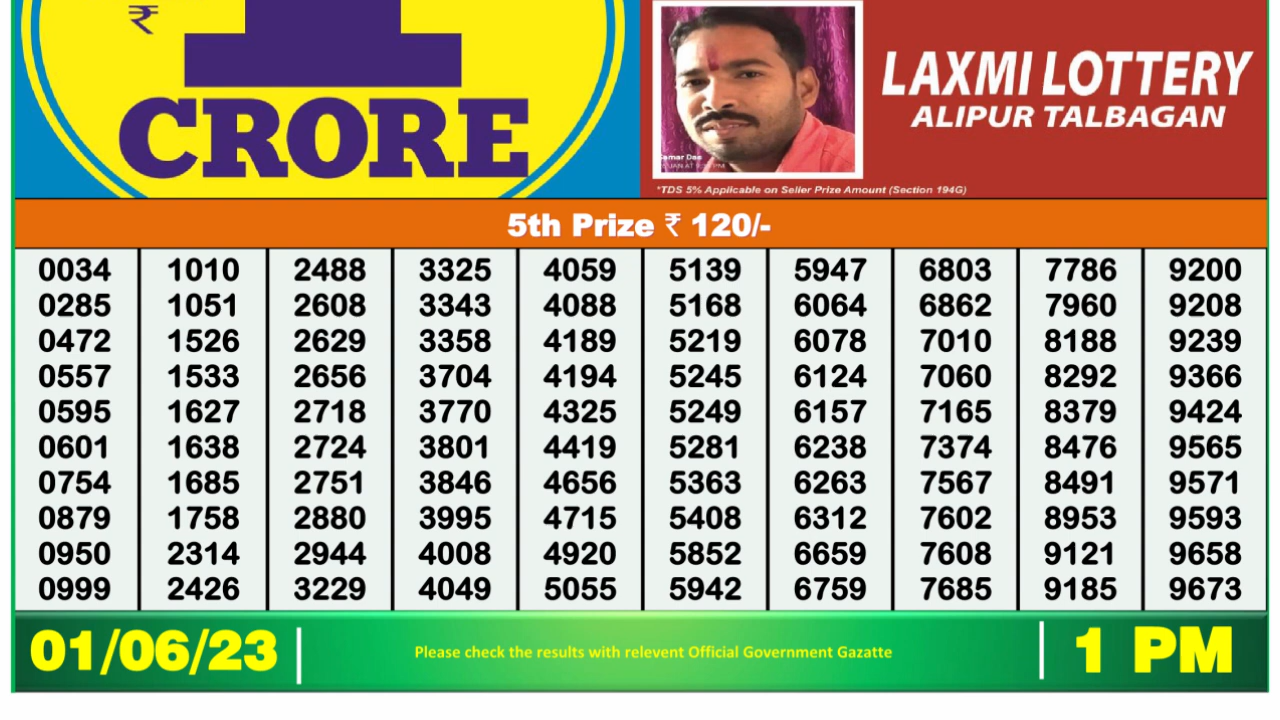 ₹
1
CRORE
LAXMI LOTTERY
ALIPUR TALBAGAN
*TDS 5% Applicable on Seller Prize Amount (Section 194G)
5th Prize ₹ 120/-
0034 1010 2488 3325 4059 5139 5947 6803 7786 9200
0285 1051 2608 3343 4088 5168 6064 6862 7960 9208
0472 1526 2629 3358 4189 5219 6078 7010 8188 9239
0557 1533 2656 3704 4194 5245 6124 7060 8292 9366
0595 1627 2718 3770 4325 5249 6157 7165 8379 9424
0601 1638 2724 3801 4419 5281 6238 7374 8476 9565
0754 1685 2751 3846 4656 5363 6263 7567 8491 9571
0879 1758 2880 3995 4715 5408 6312 7602 8953 9593
0950 2314 2944 4008 4920 5852 6659 7608 9121 9658
0999 2426 3229 4049 5055 5942 6759 7685 9185 9673
01/06/23
Please check the results with relevent Official Government Gazatte
1 PM